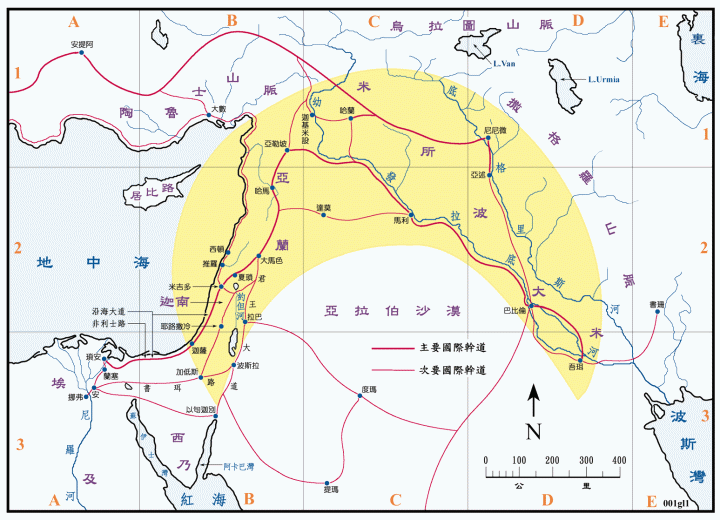 A
B
C
D
E
烏拉圖山脈
裏海
安提阿
L.Van
L.Urmia
1
士山脈
陶魯
大數
幼
米
底
撒格羅山脈
迦基米設
哈蘭
尼尼微
1
亞勒坡
所
發
格
亞述
居比路
亞
哈馬
達莫
馬利
拉
波
里
2
地中海
西頓
推羅
蘭
大馬色
夏瑣
君
米吉多
底
斯
2
迦南
約但河
王
沿海大道
非利士路
拉巴
亞拉伯沙漠
大
巴比倫
河
書珊
耶路撒冷
迦薩
大
米
河
吾珥
主要國際幹道
次要國際幹道
瑣安
蘭塞
埃
安
書珥路
加低斯
波斯拉
道
挪弗
尼羅河
以旬迦別
度瑪
波斯灣
3
3
蘇伊士灣
西乃
阿卡巴灣
N
0 100 200 300 400
公里
及
提瑪
紅海
A
B
C
D
E
001gl1